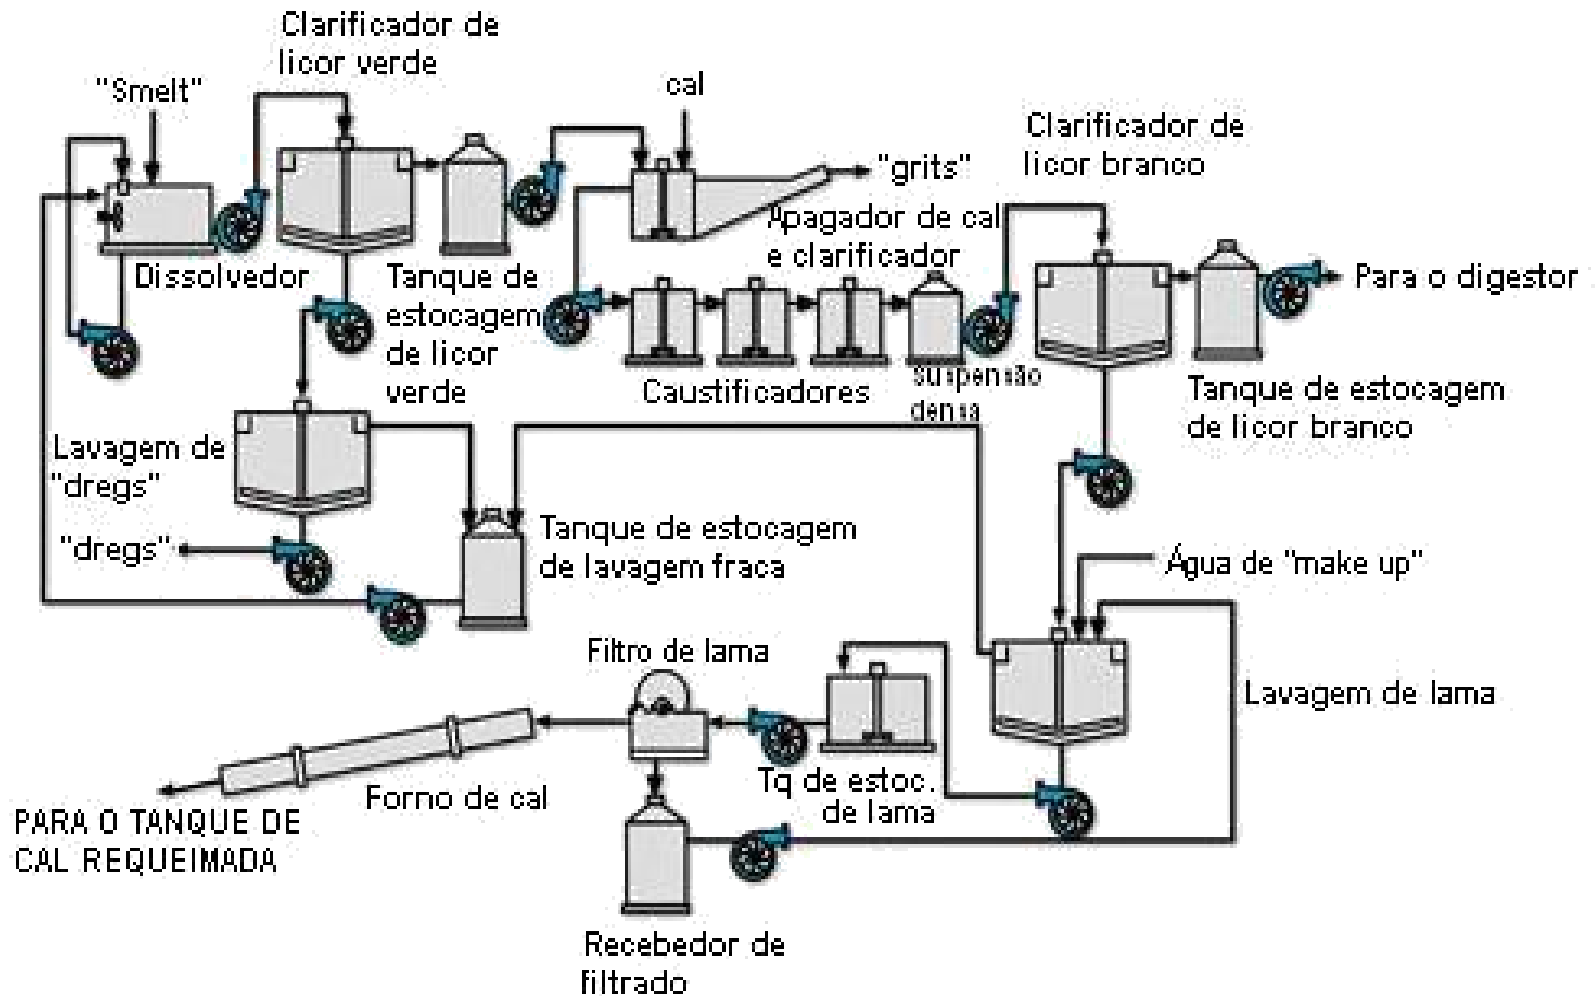 Clarificador de
licor verde
"Smelt"
cal
Clarificador de
licor branco
"grits"
Apagador de cal
e clarificador
Dissolvedor
Tanque de
estocagem
de licor
verde
Para o digestor
Caustificadores
suspensão
densa
Tanque de estocagem
de licor branco
Lavagem de
"dregs"
"dregs"
Tanque de estocagem
de lavagem fraca
Água de "make up"
Filtro de lama
Lavagem de lama
Tq de estoc.
de lama
Forno de cal
PARA O TANQUE DE
CAL REQUEIMADA
Recebedor de
filtrado